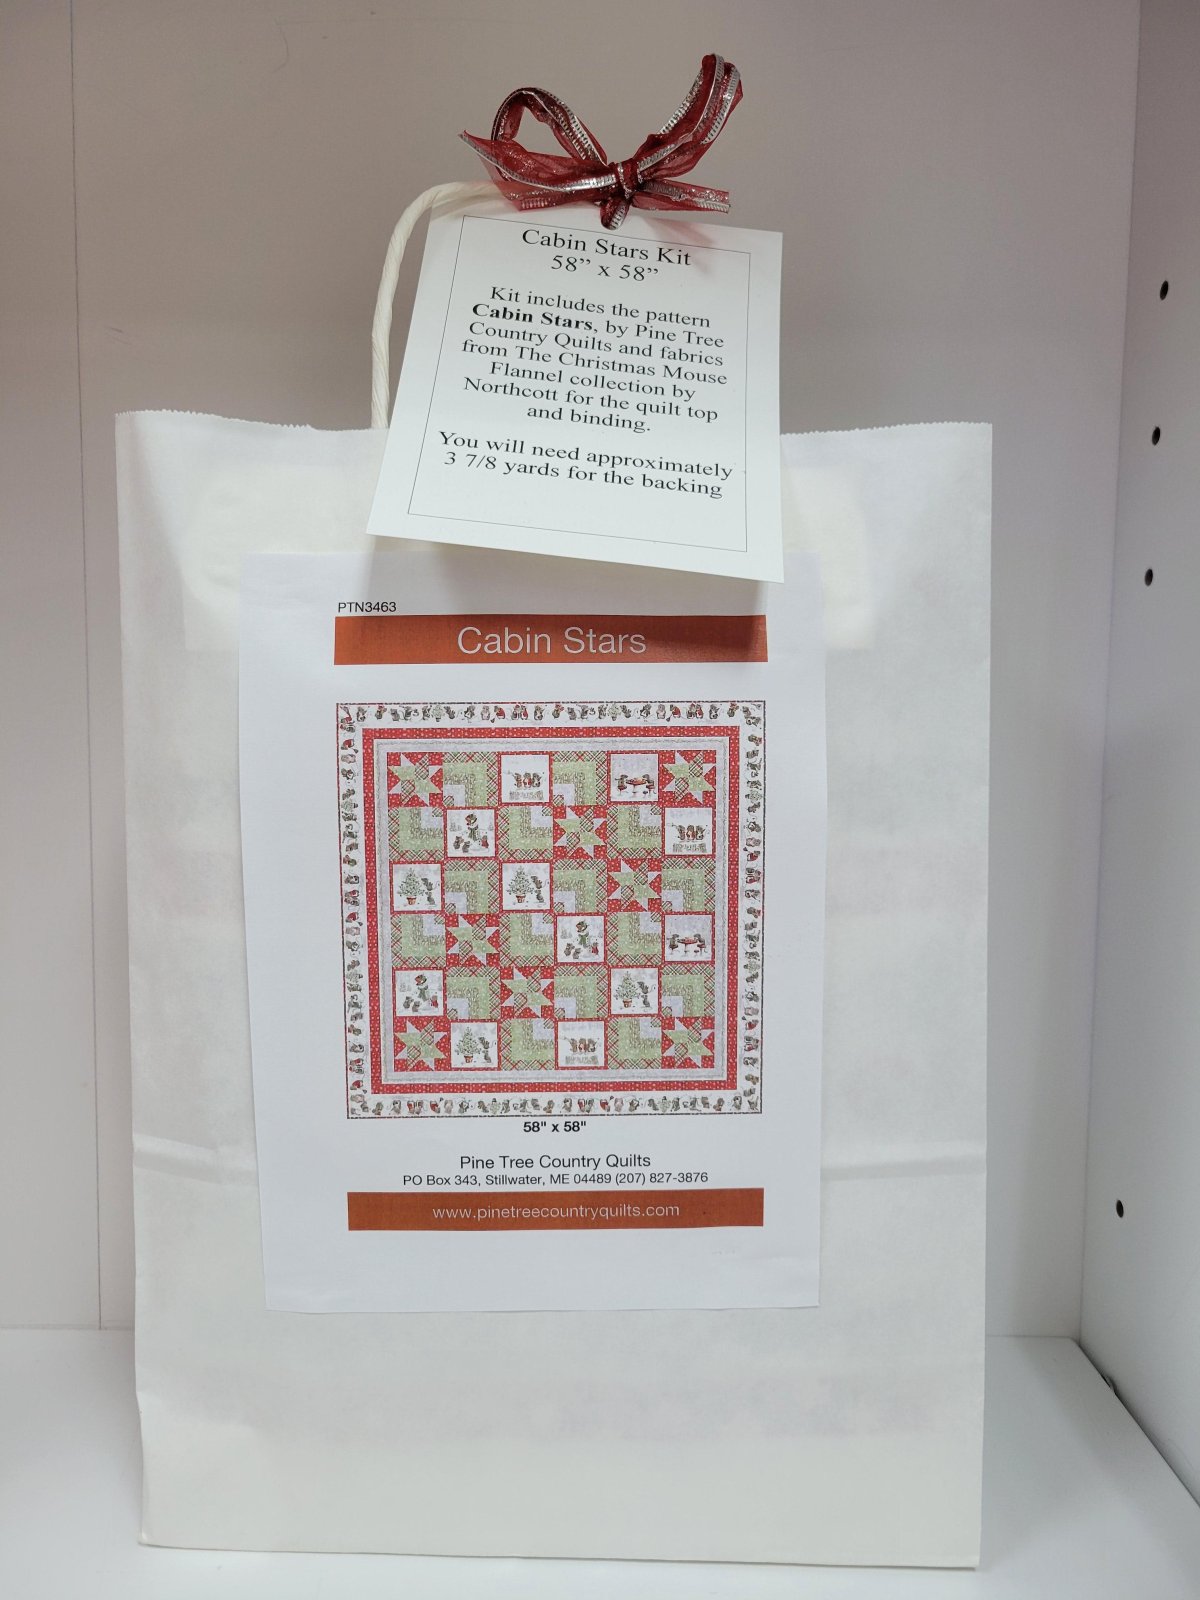 Cabin Stars Kit
58” x 58”
Kit includes the pattern
Cabin Stars, by Pine Tree
Country Quilts and fabrics
from The Christmas Mouse
Flannel collection by
Northcott for the quilt top
and binding.
You will need approximately
3 7/8 yards for the backing
PTN3463
Cabin Stars
58" x 58"
Pine Tree Country Quilts
PO Box 343, Stillwater, ME 04489 (207) 827-3876
www.pinetreecountryquilts.com